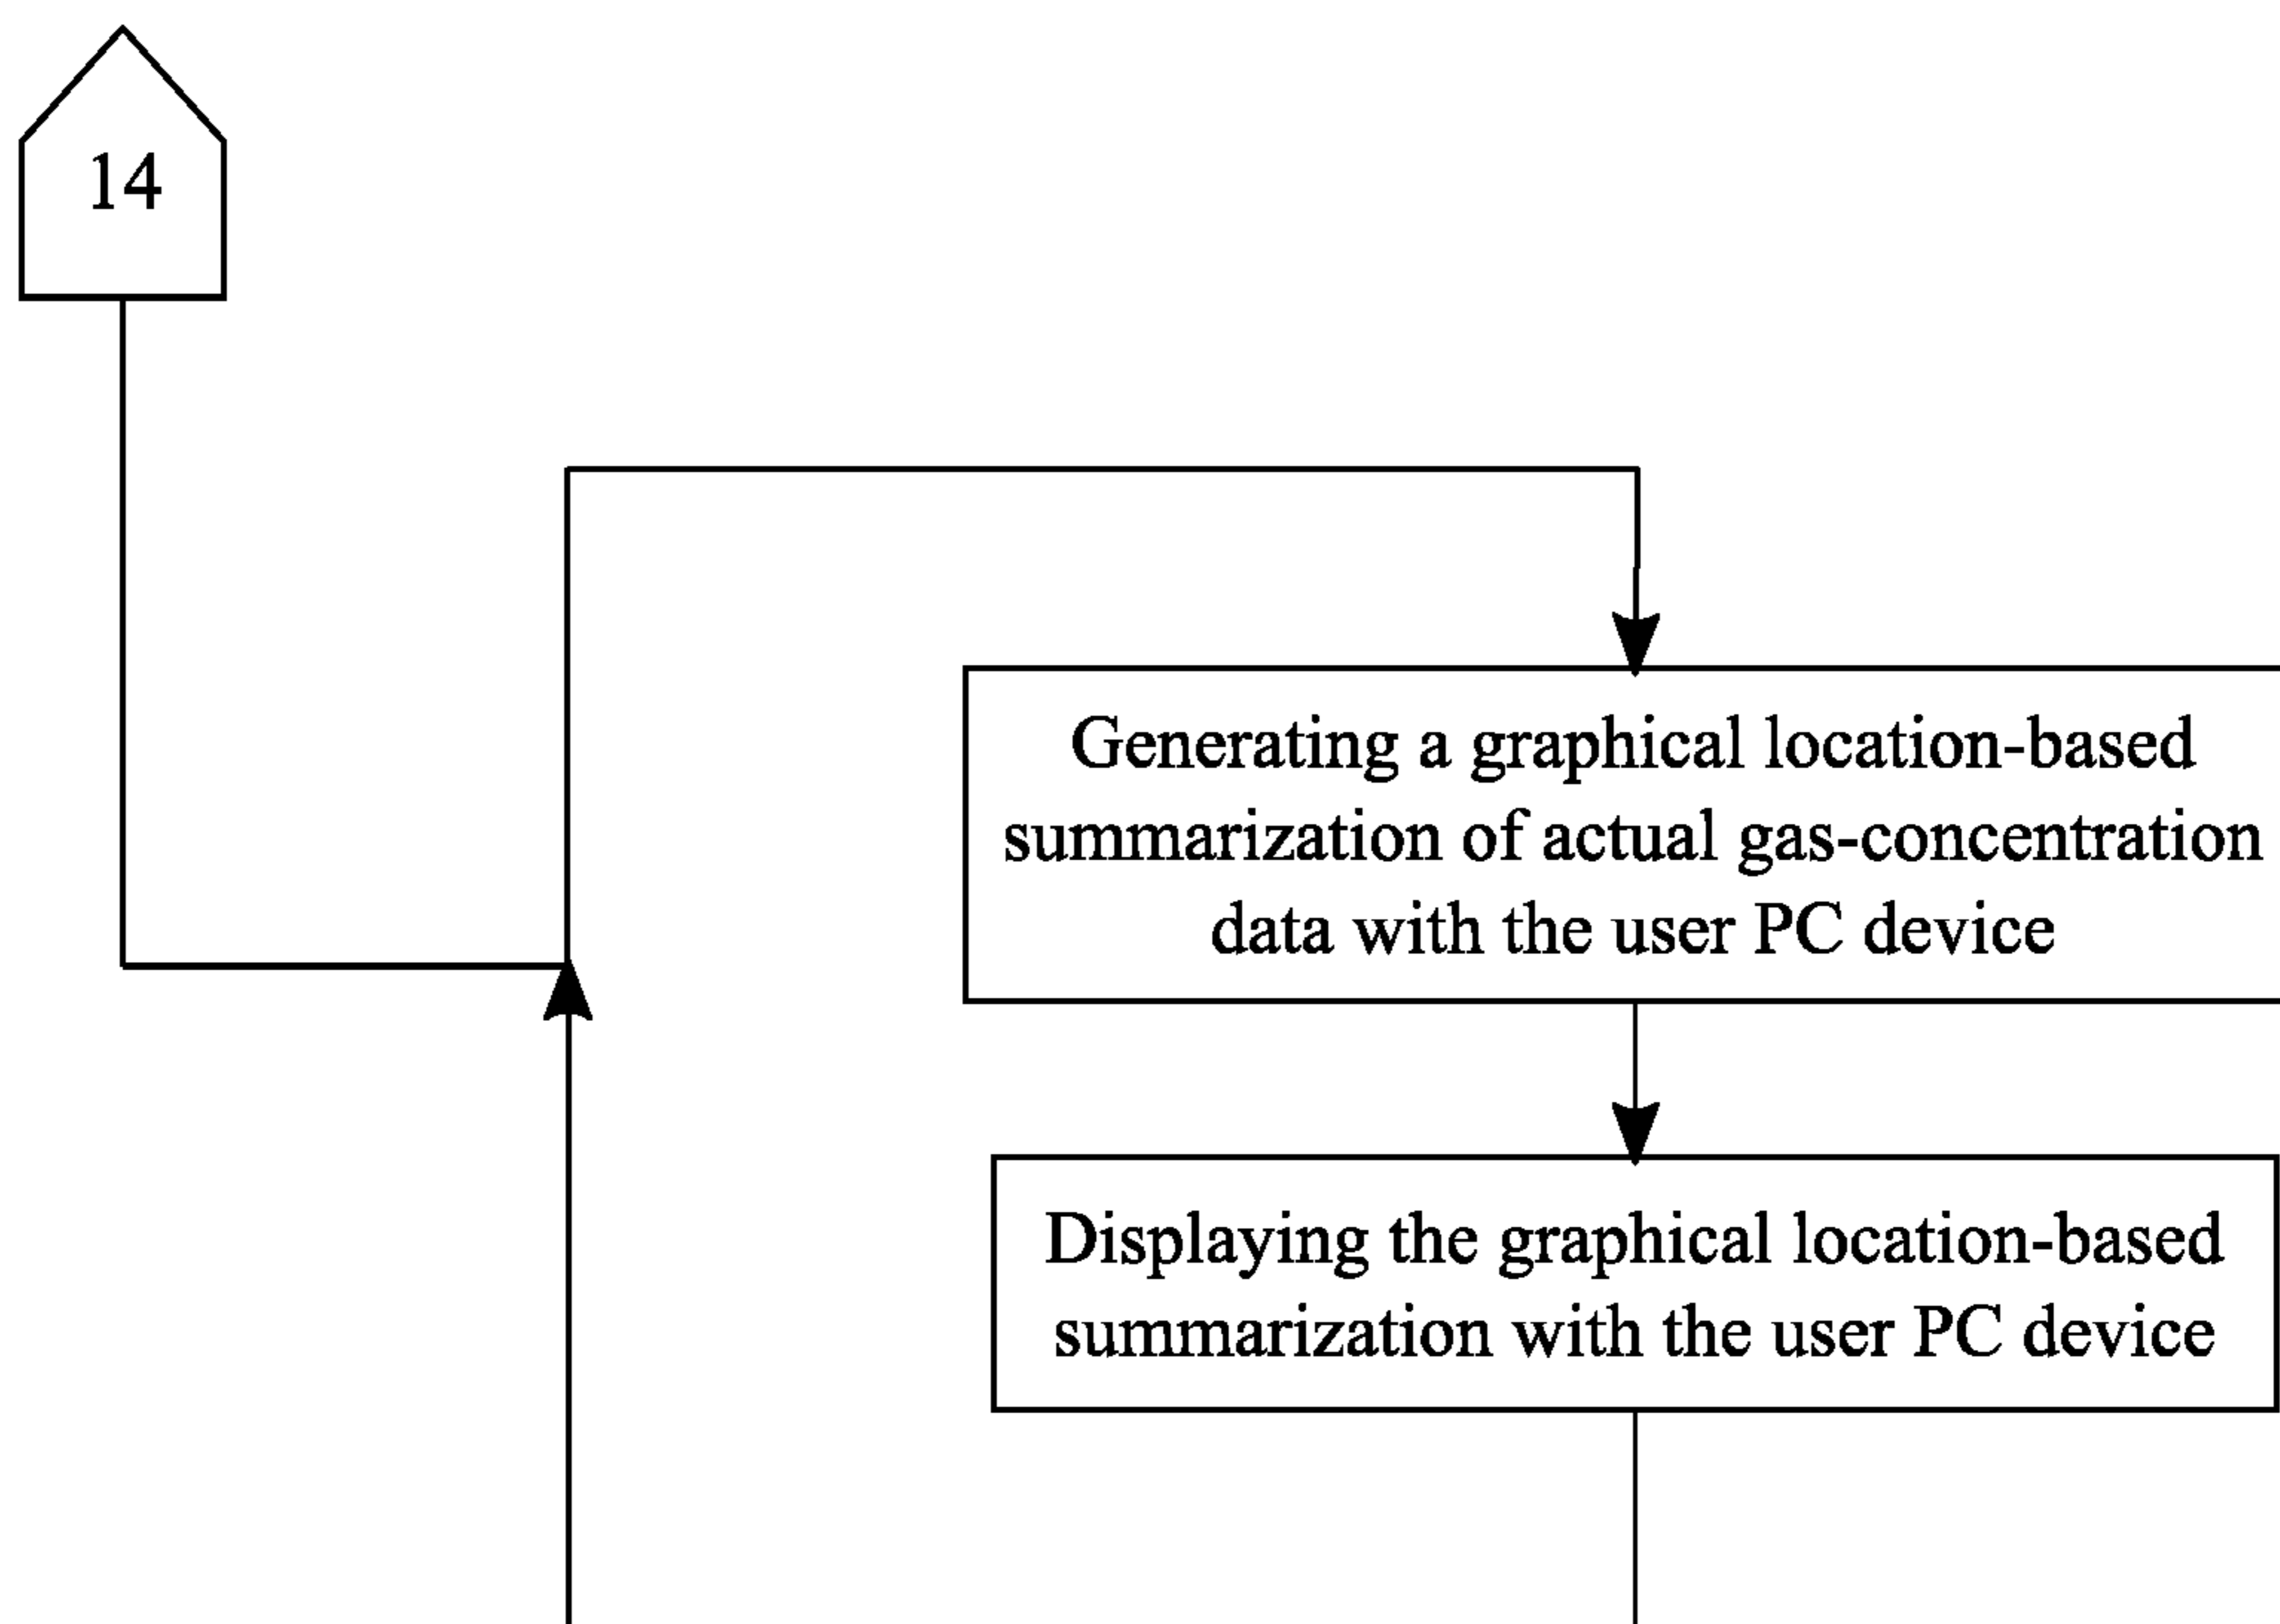 14
Generating a graphical location-based
summarization of actual gas-concentration
data with the user PC device
Displaying the graphical location-based
summarization with the user PC device